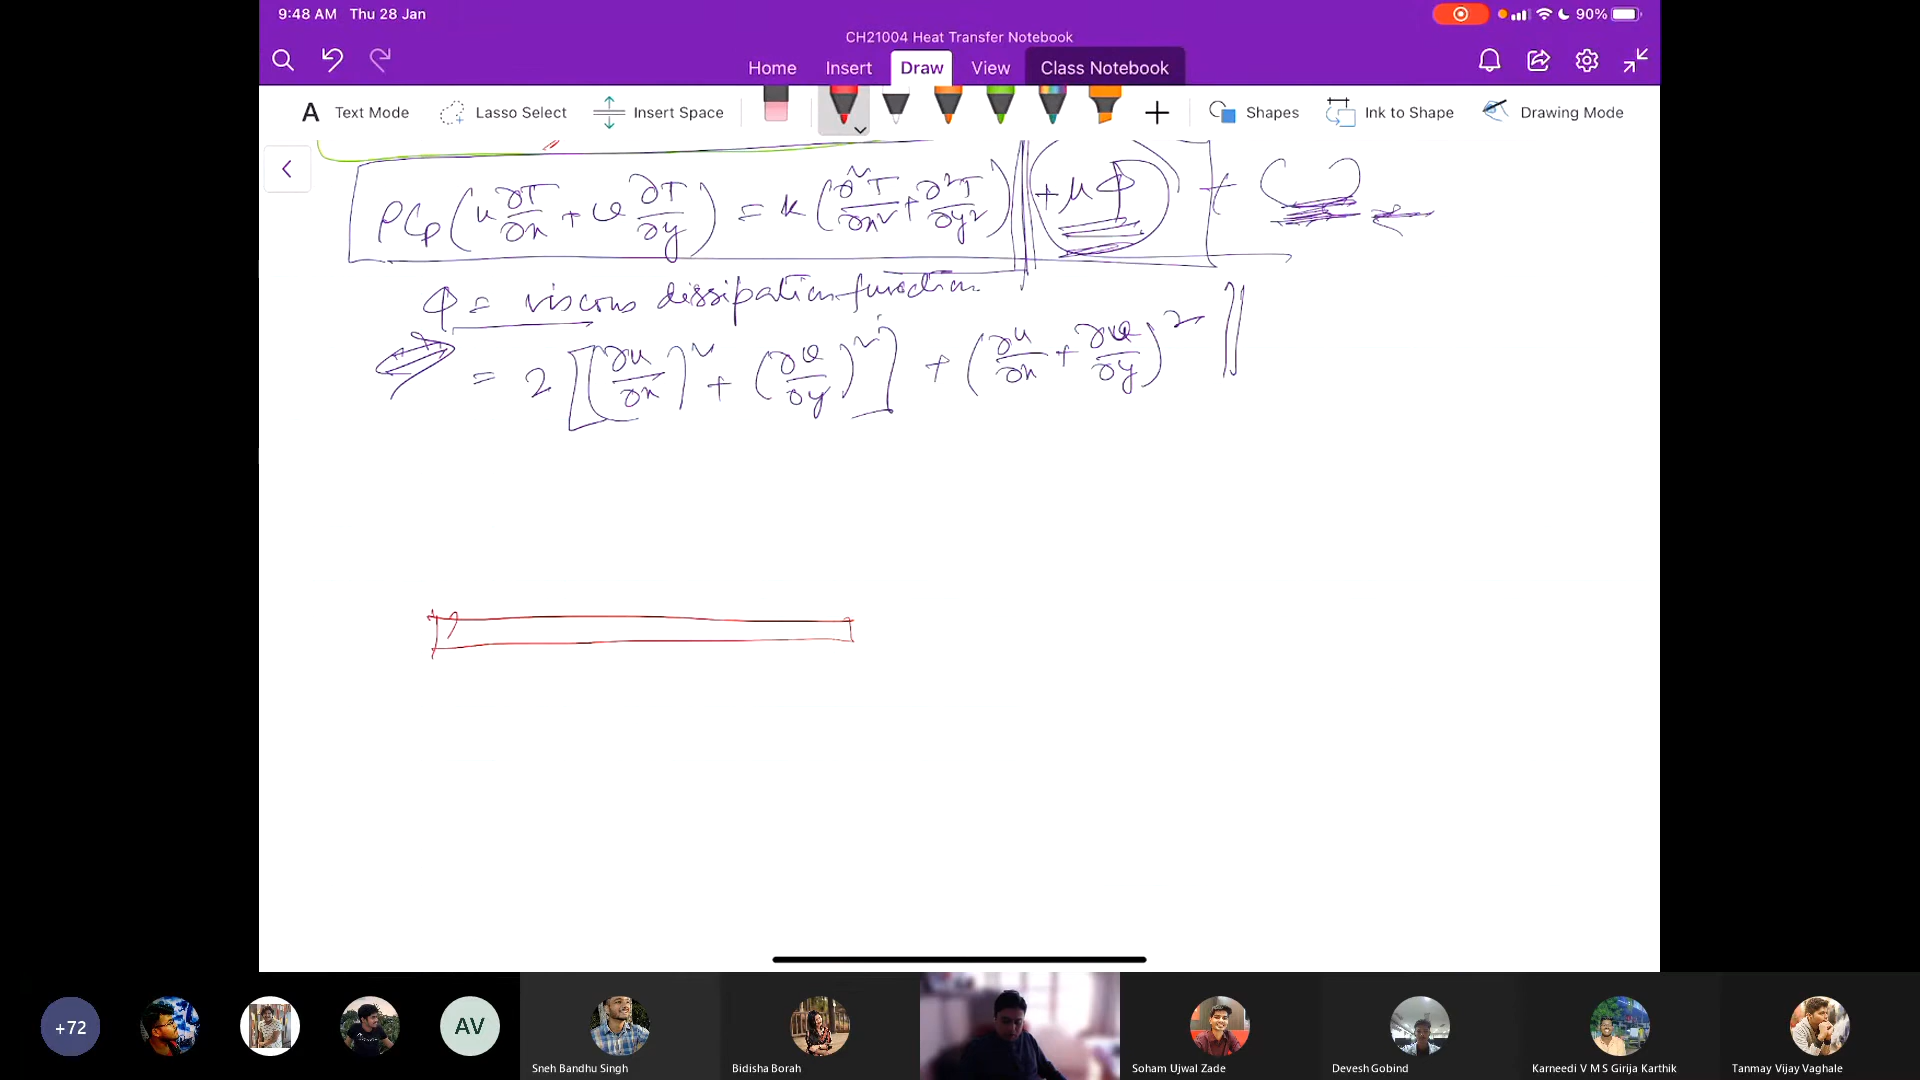 9:48 AM Thu 28 Jan 90%
CH21004 Heat Transfer Notebook
Home Insert Draw View Class Notebook
A Text Mode Lasso Select Insert Space Shapes Ink to Shape Drawing Mode
ρCp(u ∂T/∂x + v ∂T/∂y) = k(∂²T/∂x² + ∂²T/∂y²) + μΦ +
φ = viscous dissipation function
= 2[(∂u/∂x)² + (∂v/∂y)²] + (∂u/∂x + ∂v/∂y)²
+72 AV
Sneh Bandhu Singh Bidisha Borah Soham Ujwal Zade Devesh Gobind Karneedi V M S Girija Karthik Tanmay Vijay Vaghale